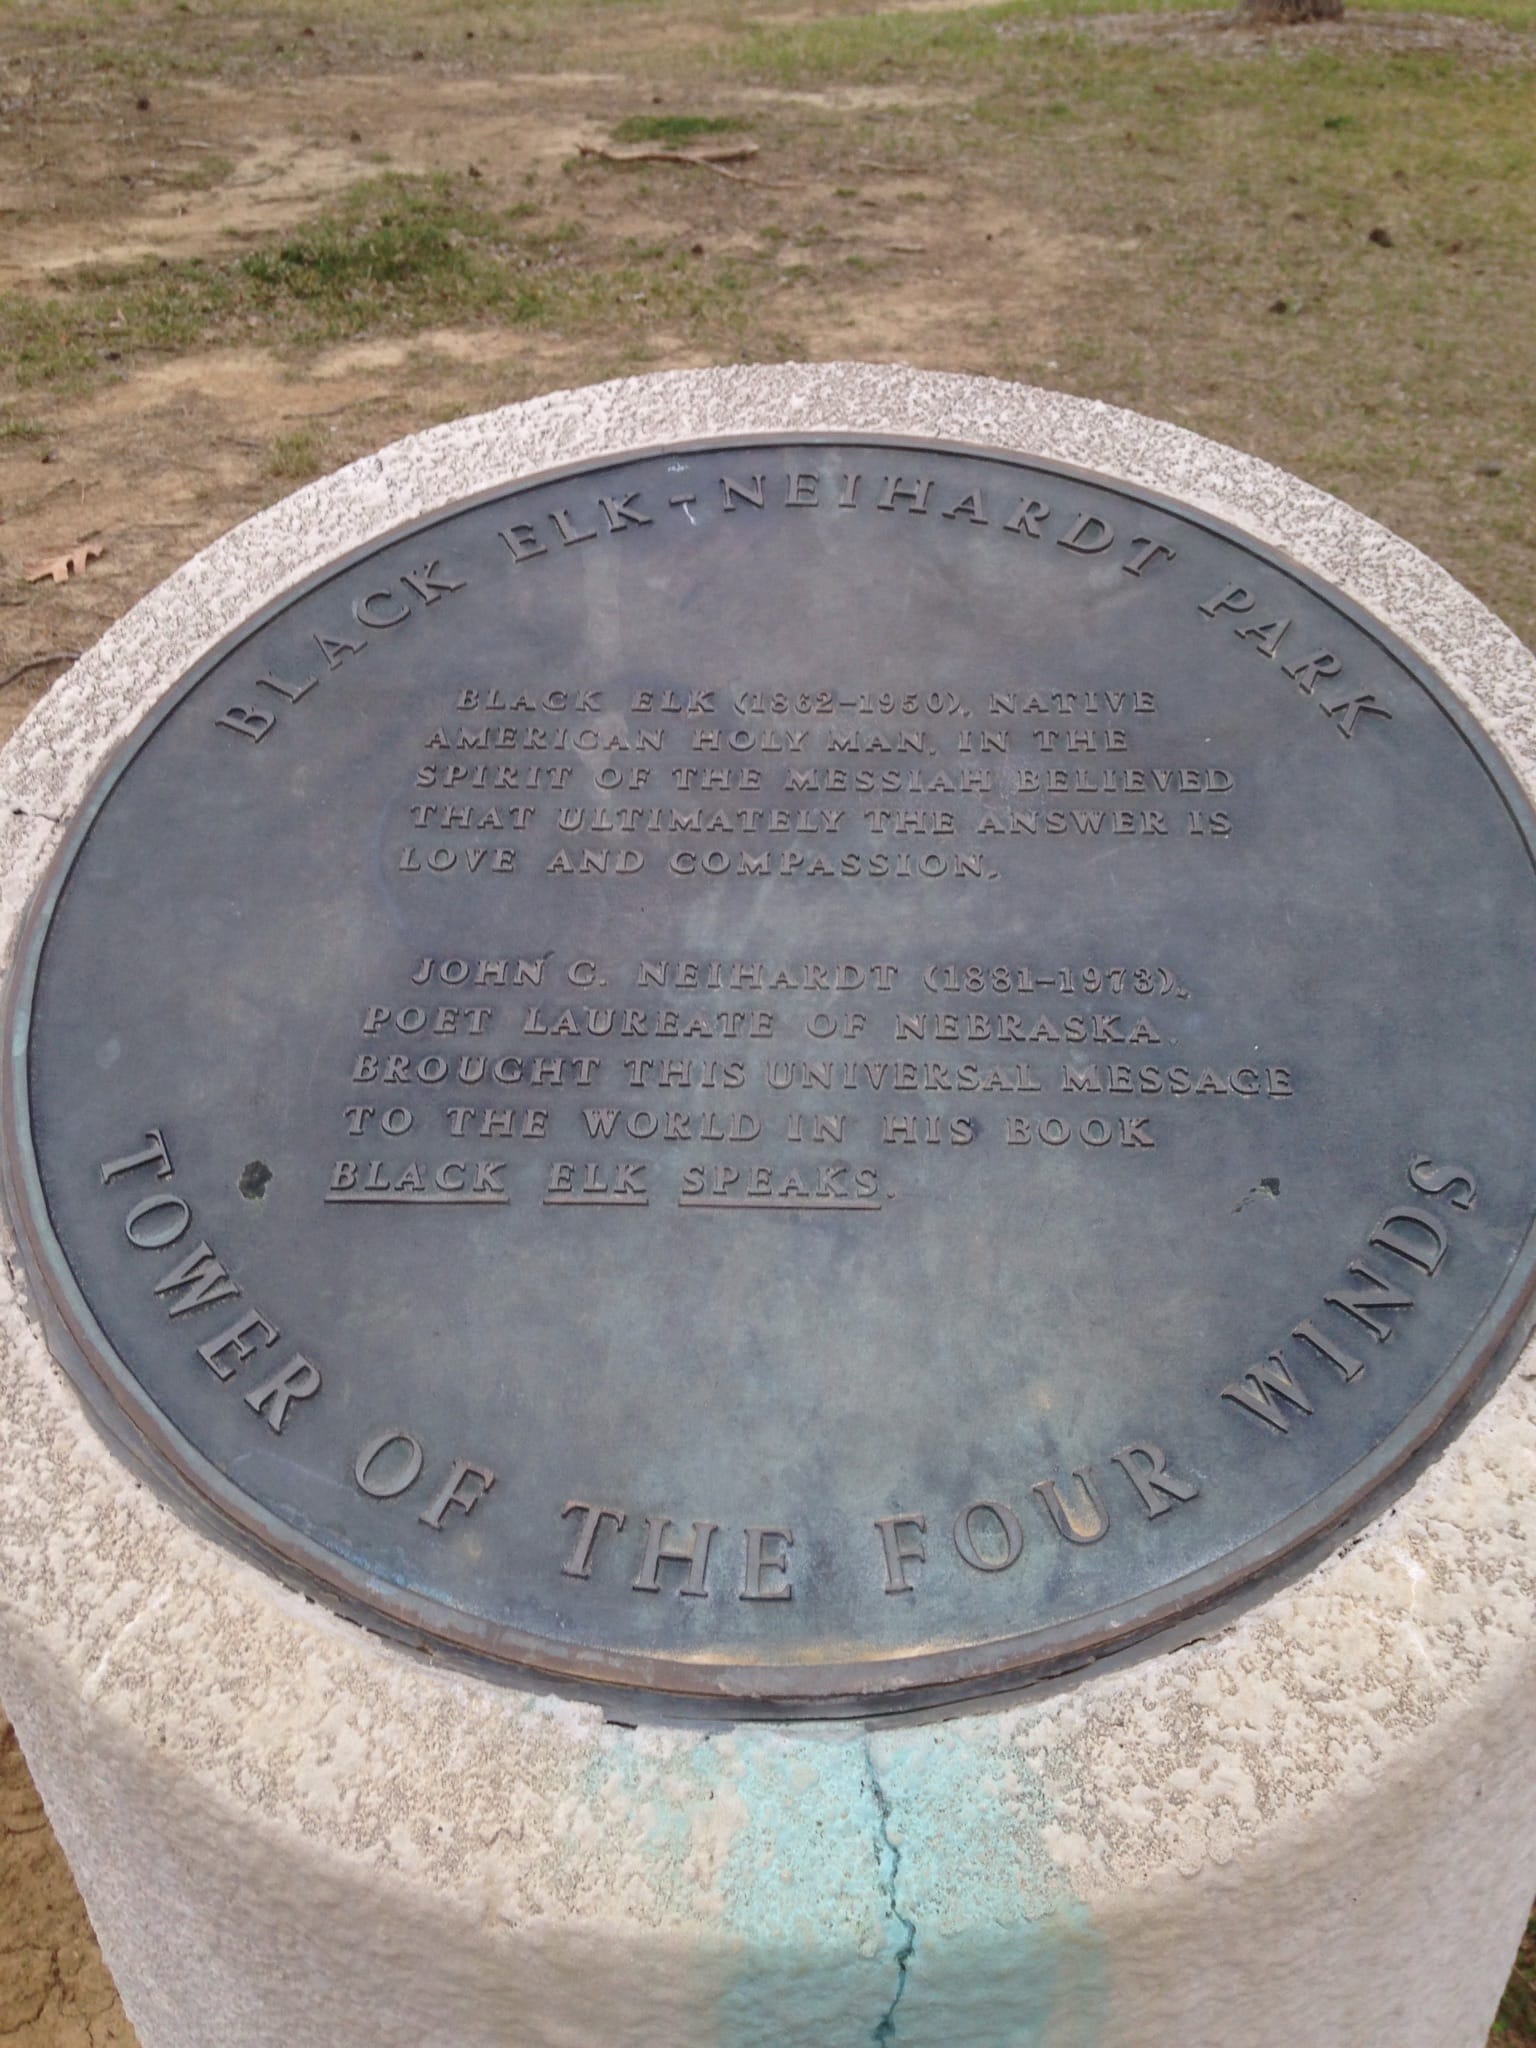 BLACK ELK-NEIHARDT PARK
BLACK ELK (1862-1950), NATIVE
AMERICAN HOLY MAN, IN THE
SPIRIT OF THE MESSIAH BELIEVED
THAT ULTIMATELY THE ANSWER IS
LOVE AND COMPASSION.
JOHN G. NEIHARDT (1881-1973),
POET LAUREATE OF NEBRASKA,
BROUGHT THIS UNIVERSAL MESSAGE
TO THE WORLD IN HIS BOOK
BLACK ELK SPEAKS.
TOWER OF THE FOUR WINDS